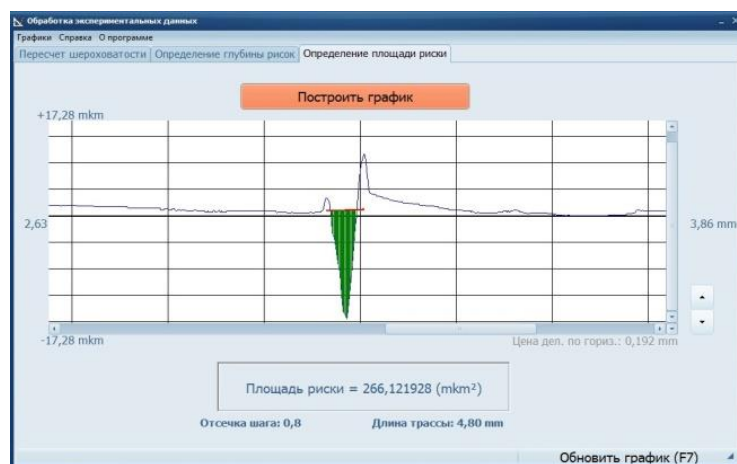 Обработка экспериментальных данных
Графики Справка О программе
Пересчет шероховатости Определение глубины рисок Определение площади риски
Построить график
+17,28 mkm
2,63
3,86 mm
-17,28 mkm
Цена дел. по гориз.: 0,192 mm
Площадь риски = 266,121928 (mkm²)
Отсечка шага: 0,8 Длина трассы: 4,80 mm
Обновить график (F7)